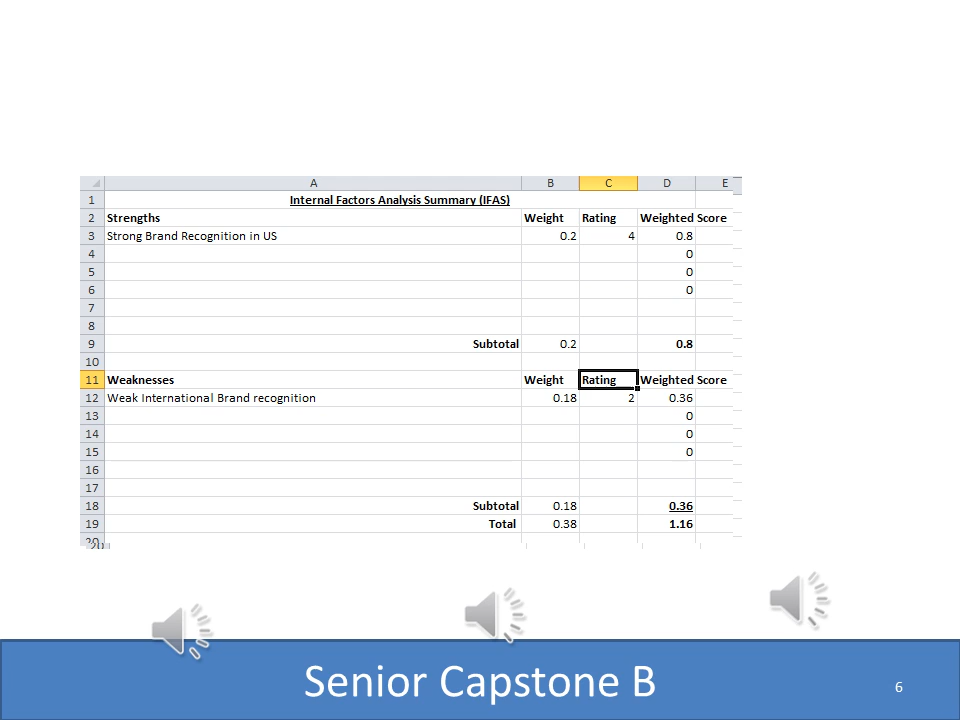 A B C D E
1 Internal Factors Analysis Summary (IFAS)
2 Strengths Weight Rating Weighted Score
3 Strong Brand Recognition in US 0.2 4 0.8
4 0
5 0
6 0
7
8
9 Subtotal 0.2 0.8
10
11 Weaknesses Weight Rating Weighted Score
12 Weak International Brand recognition 0.18 2 0.36
13 0
14 0
15 0
16
17
18 Subtotal 0.18 0.36
19 Total 0.38 1.16
20
Senior Capstone B
6